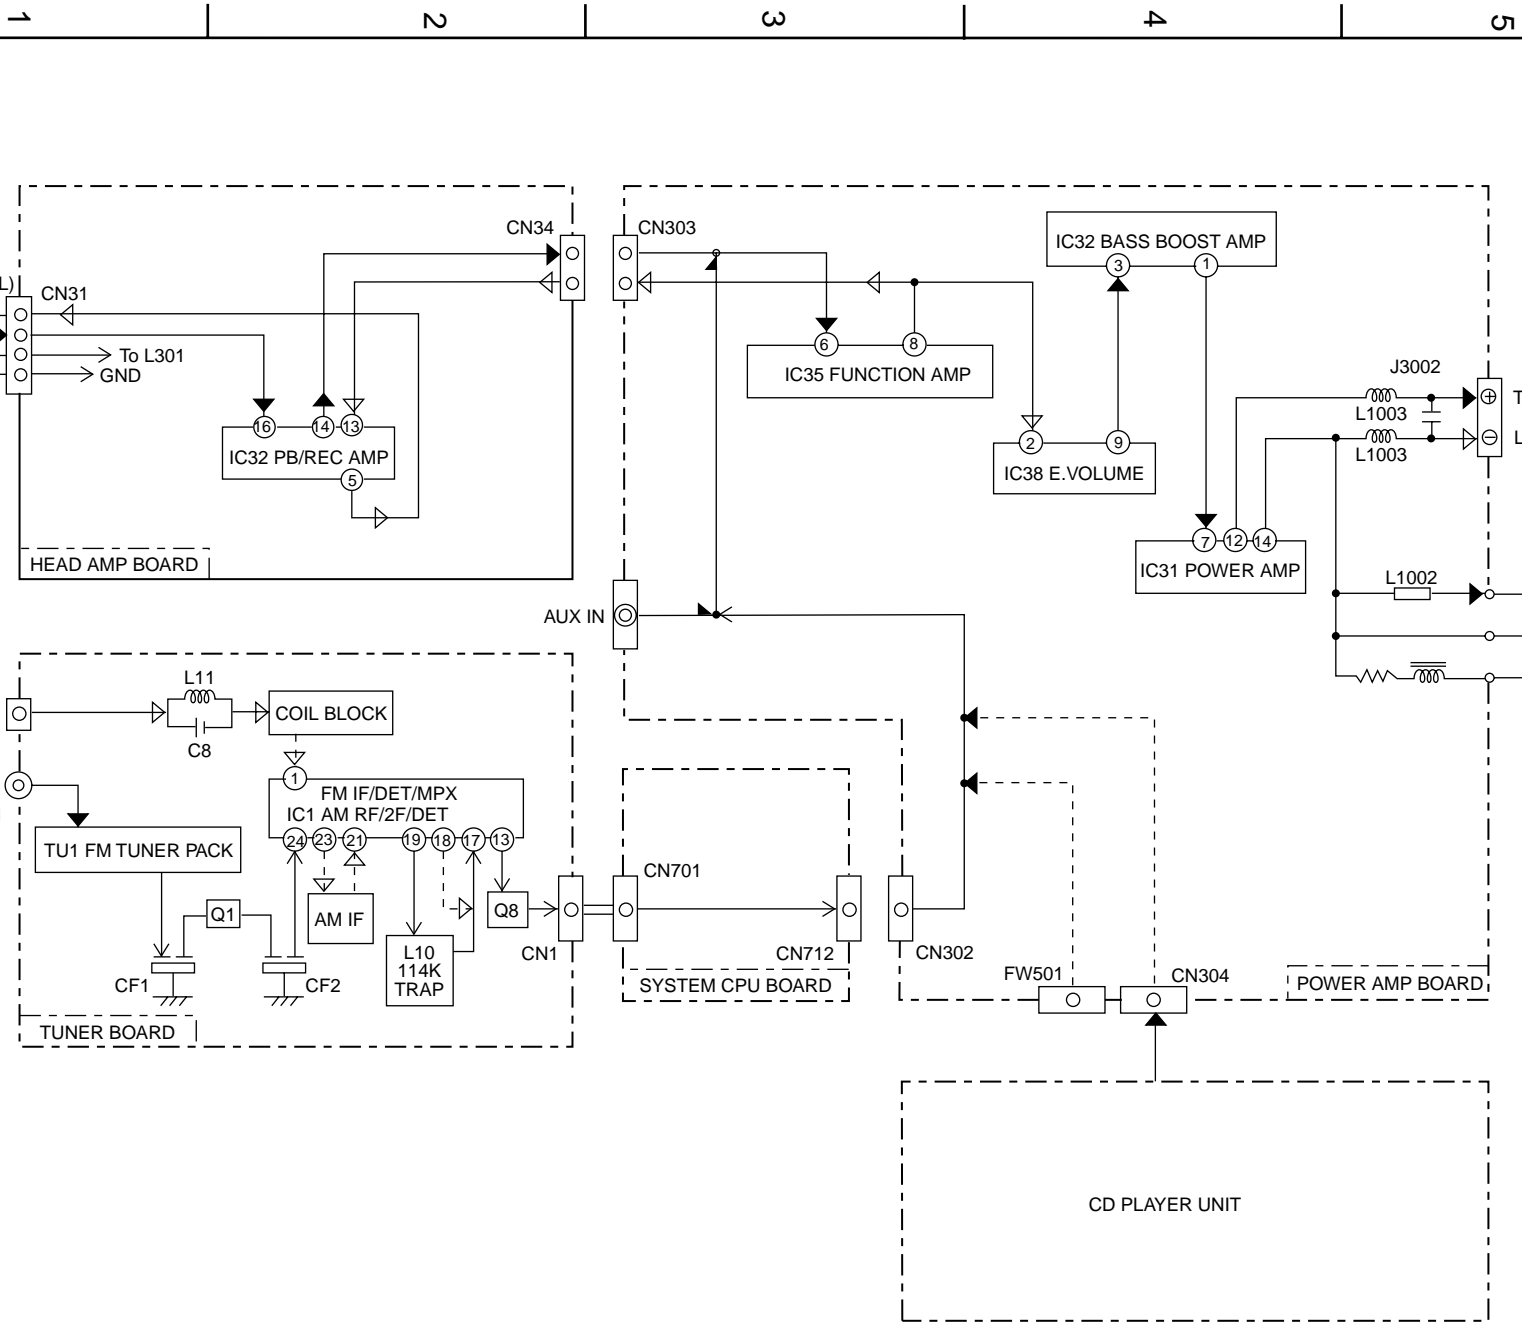 1 2 3 4 5
CN34
CN303
IC32 BASS BOOST AMP
3 1
L)
CN31
To L301
GND
6 8
IC35 FUNCTION AMP
J3002
T
L1003
L
L1003
16 14 13
IC32 PB/REC AMP
5
2 9
IC38 E.VOLUME
7 12 14
IC31 POWER AMP
HEAD AMP BOARD
L1002
AUX IN
L11
COIL BLOCK
C8
1
FM IF/DET/MPX
IC1 AM RF/2F/DET
24 23 21 19 18 17 13
TU1 FM TUNER PACK
CN701
Q1
AM IF
Q8
L10
114K
TRAP
CN1
CN712
CN302
CF1
CF2
SYSTEM CPU BOARD
FW501
CN304
POWER AMP BOARD
TUNER BOARD
CD PLAYER UNIT